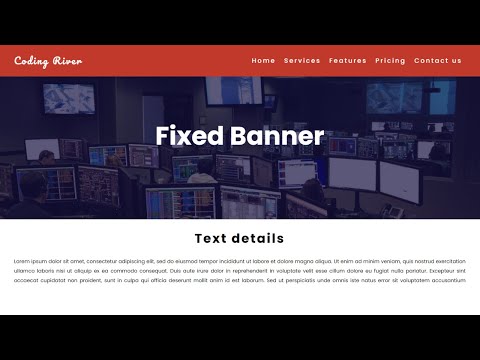 Coding River
Home Services Features Pricing Contact us
Fixed Banner
Text details
Lorem ipsum dolor sit amet, consectetur adipiscing elit, sed do eiusmod tempor incididunt ut labore et dolore magna aliqua. Ut enim ad minim veniam, quis nostrud exercitation
ullamco laboris nisi ut aliquip ex ea commodo consequat. Duis aute irure dolor in reprehenderit in voluptate velit esse cillum dolore eu fugiat nulla pariatur. Excepteur sint
occaecat cupidatat non proident, sunt in culpa qui officia deserunt mollit anim id est laborum. Sed ut perspiciatis unde omnis iste natus error sit voluptatem accusantium